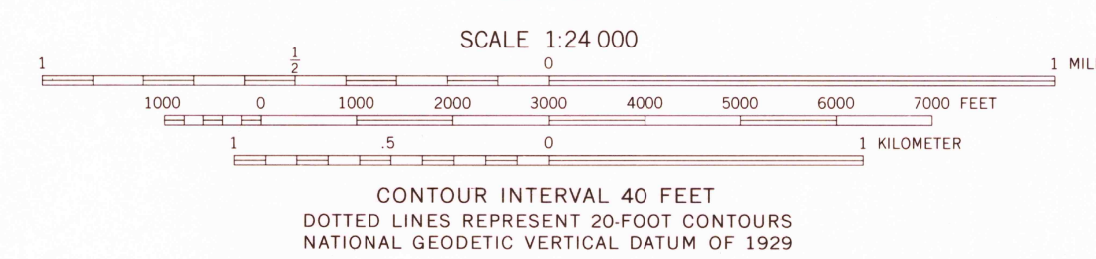 SCALE 1:24 000
1 1/2 0 1
1000 0 1000 2000 3000 4000 5000 6000 7000 FEET
1 .5 0 1 KILOMETER
CONTOUR INTERVAL 40 FEET
DOTTED LINES REPRESENT 20-FOOT CONTOURS
NATIONAL GEODETIC VERTICAL DATUM OF 1929